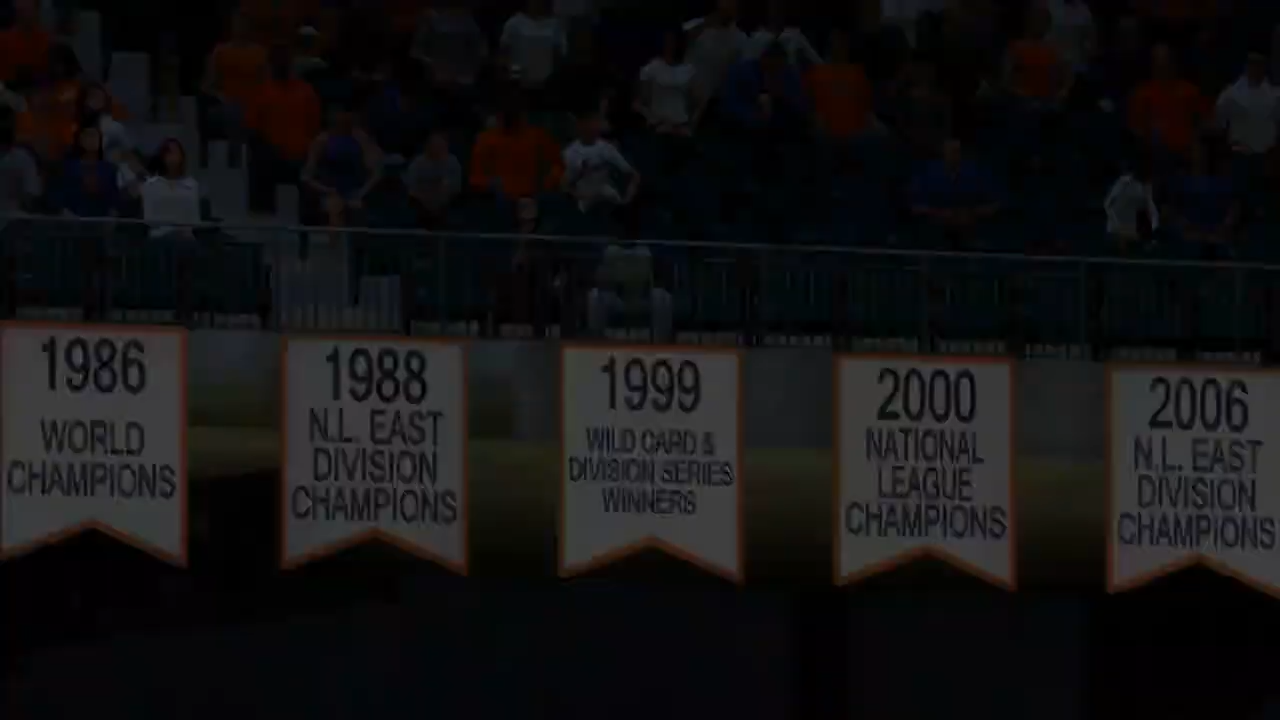 1986
WORLD
CHAMPIONS
1988
N.L. EAST
DIVISION
CHAMPIONS
1999
WILD CARD &
DIVISION SERIES
WINNERS
2000
NATIONAL
LEAGUE
CHAMPIONS
2006
N.L. EAST
DIVISION
CHAMPIONS